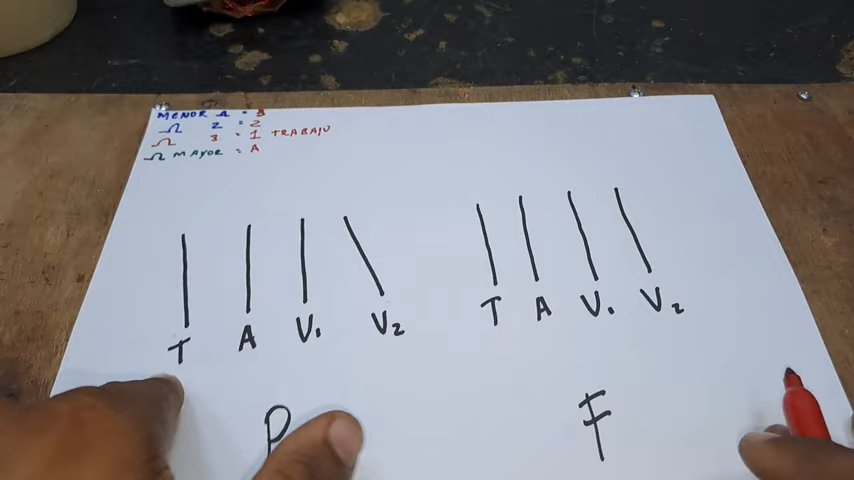 MENOR Ω = 3
Ω 2 = 2
Ω 3 = 1 TRABAJO
Ω MAYOR = A
T A V1 V2 T A V1 V2
P F